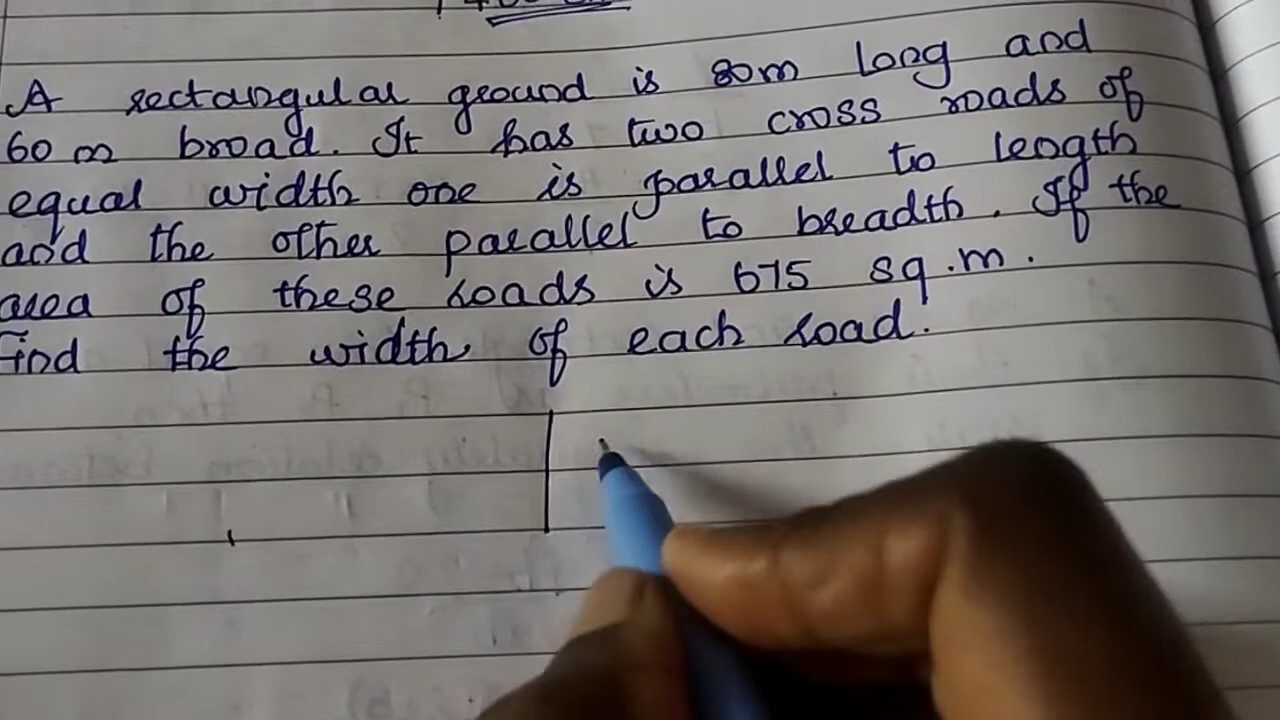 A rectangular ground is 80m long and
60 m broad. It has two cross roads of
equal width one is parallel to length
and the other parallel to breadth. If the
area of these roads is 675 sq.m.
Find the width of each road.